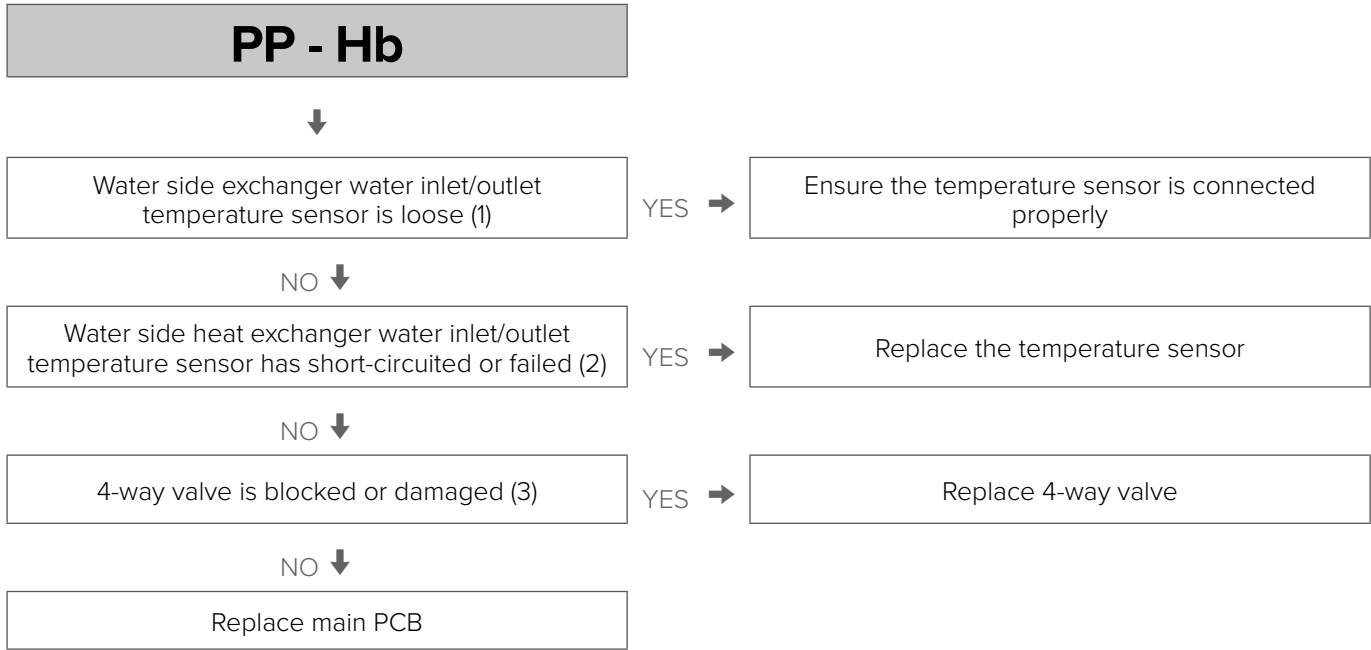 PP - Hb
Water side exchanger water inlet/outlet
temperature sensor is loose (1)
YES
Ensure the temperature sensor is connected
properly
NO
Water side heat exchanger water inlet/outlet
temperature sensor has short-circuited or failed (2)
YES
Replace the temperature sensor
NO
4-way valve is blocked or damaged (3)
YES
Replace 4-way valve
NO
Replace main PCB